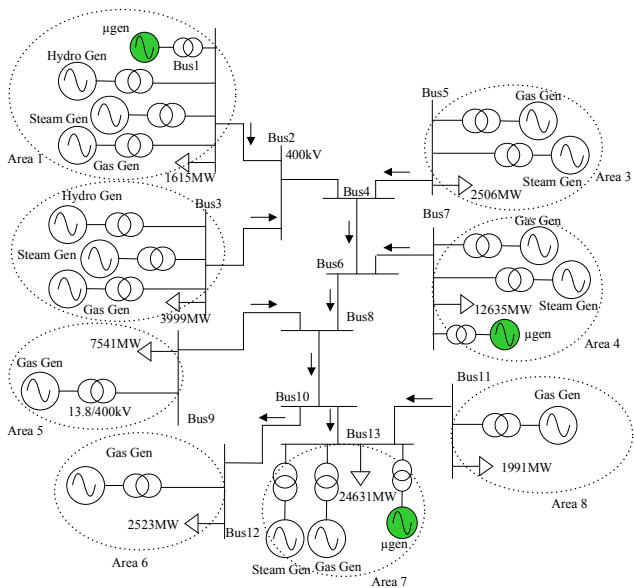 µgen
Bus1
Hydro Gen
Steam Gen
Gas Gen
Area 1
1615MW
Bus2
400kV
Bus5
Gas Gen
Steam Gen
Area 3
2506MW
Bus4
Hydro Gen
Bus3
Steam Gen
Gas Gen
3999MW
Bus7
Gas Gen
Steam Gen
12635MW
µgen
Area 4
Bus6
Bus8
7541MW
Gas Gen
13.8/400kV
Area 5
Bus9
Bus10
Bus11
Gas Gen
1991MW
Area 8
Bus13
Gas Gen
2523MW
Bus12
Area 6
24631MW
µgen
Steam Gen
Gas Gen
Area 7